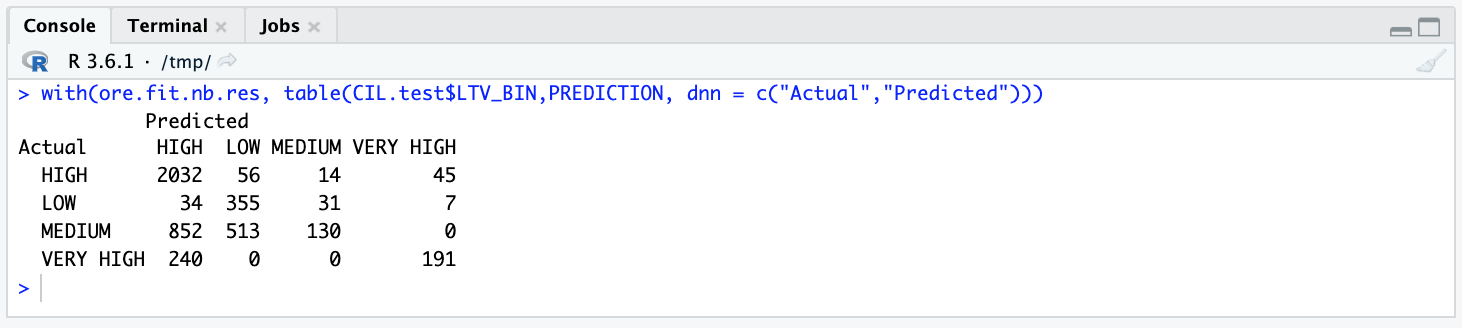 Console Terminal × Jobs ×
R R 3.6.1 · /tmp/
> with(ore.fit.nb.res, table(CIL.test$LTV_BIN,PREDICTION, dnn = c("Actual","Predicted")))
           Predicted
Actual      HIGH  LOW MEDIUM VERY HIGH
  HIGH      2032   56     14        45
  LOW         34  355     31         7
  MEDIUM     852  513    130         0
  VERY HIGH  240    0      0       191
>